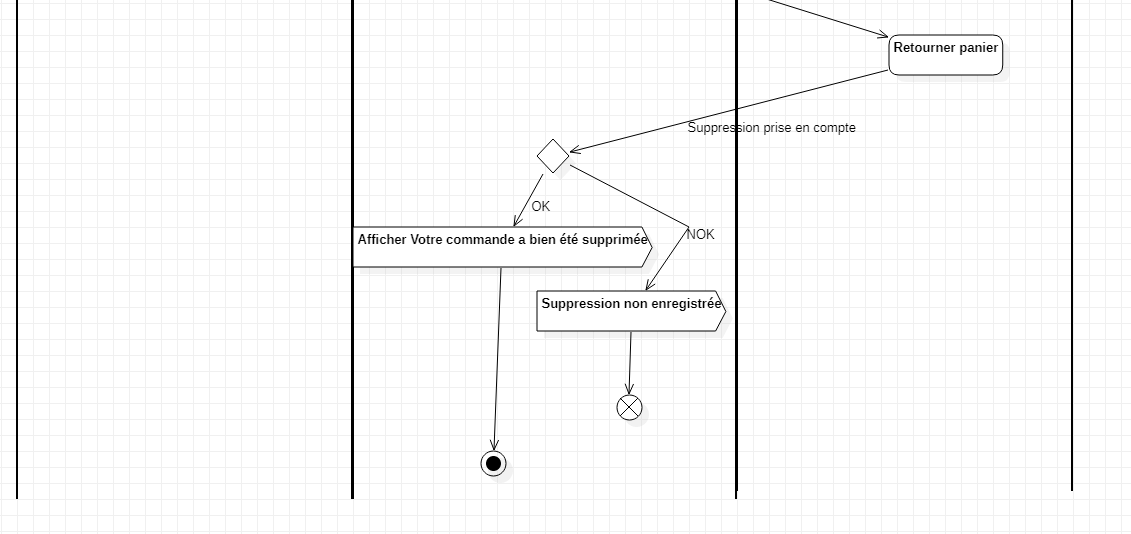 Retourner panier
Suppression prise en compte
OK
NOK
Afficher Votre commande a bien été supprimée
Suppression non enregistrée